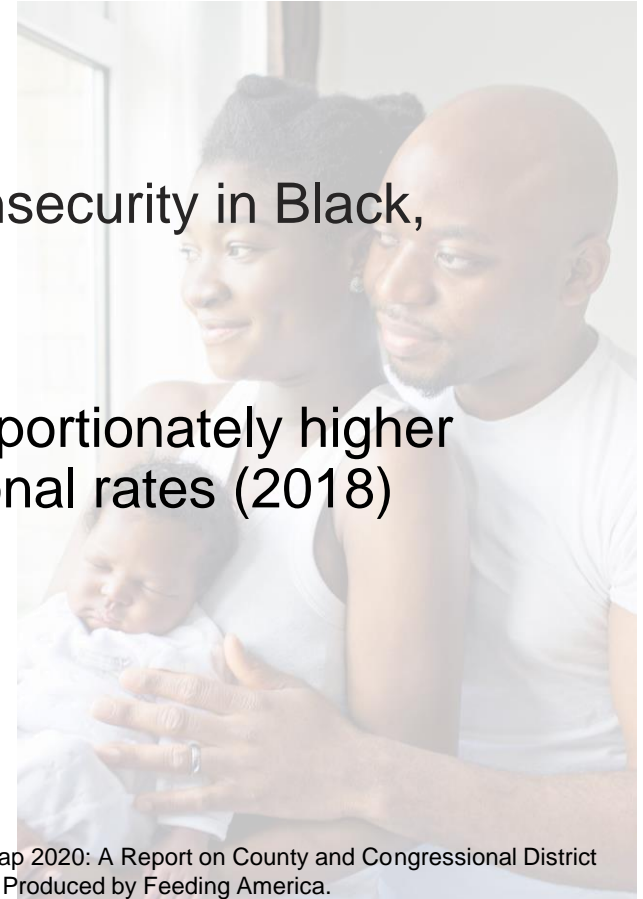 nsecurity in Black,
portionately higher
nal rates (2018)
ap 2020: A Report on County and Congressional District
Produced by Feeding America.